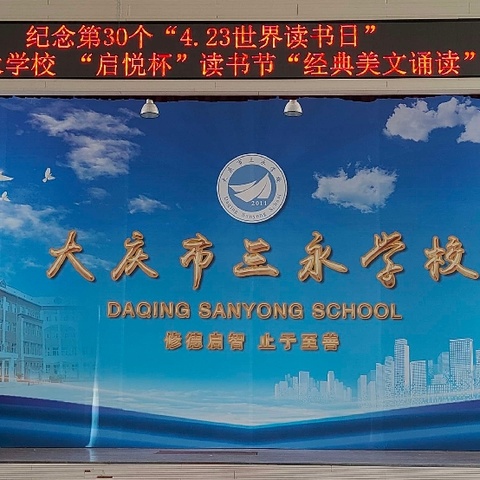 纪念第30个“4.23世界读书日”
学校 “启悦杯”读书节“经典美文诵读”
2011
大庆市三永学校
DAQING SANYONG SCHOOL
修德启智 止于至善